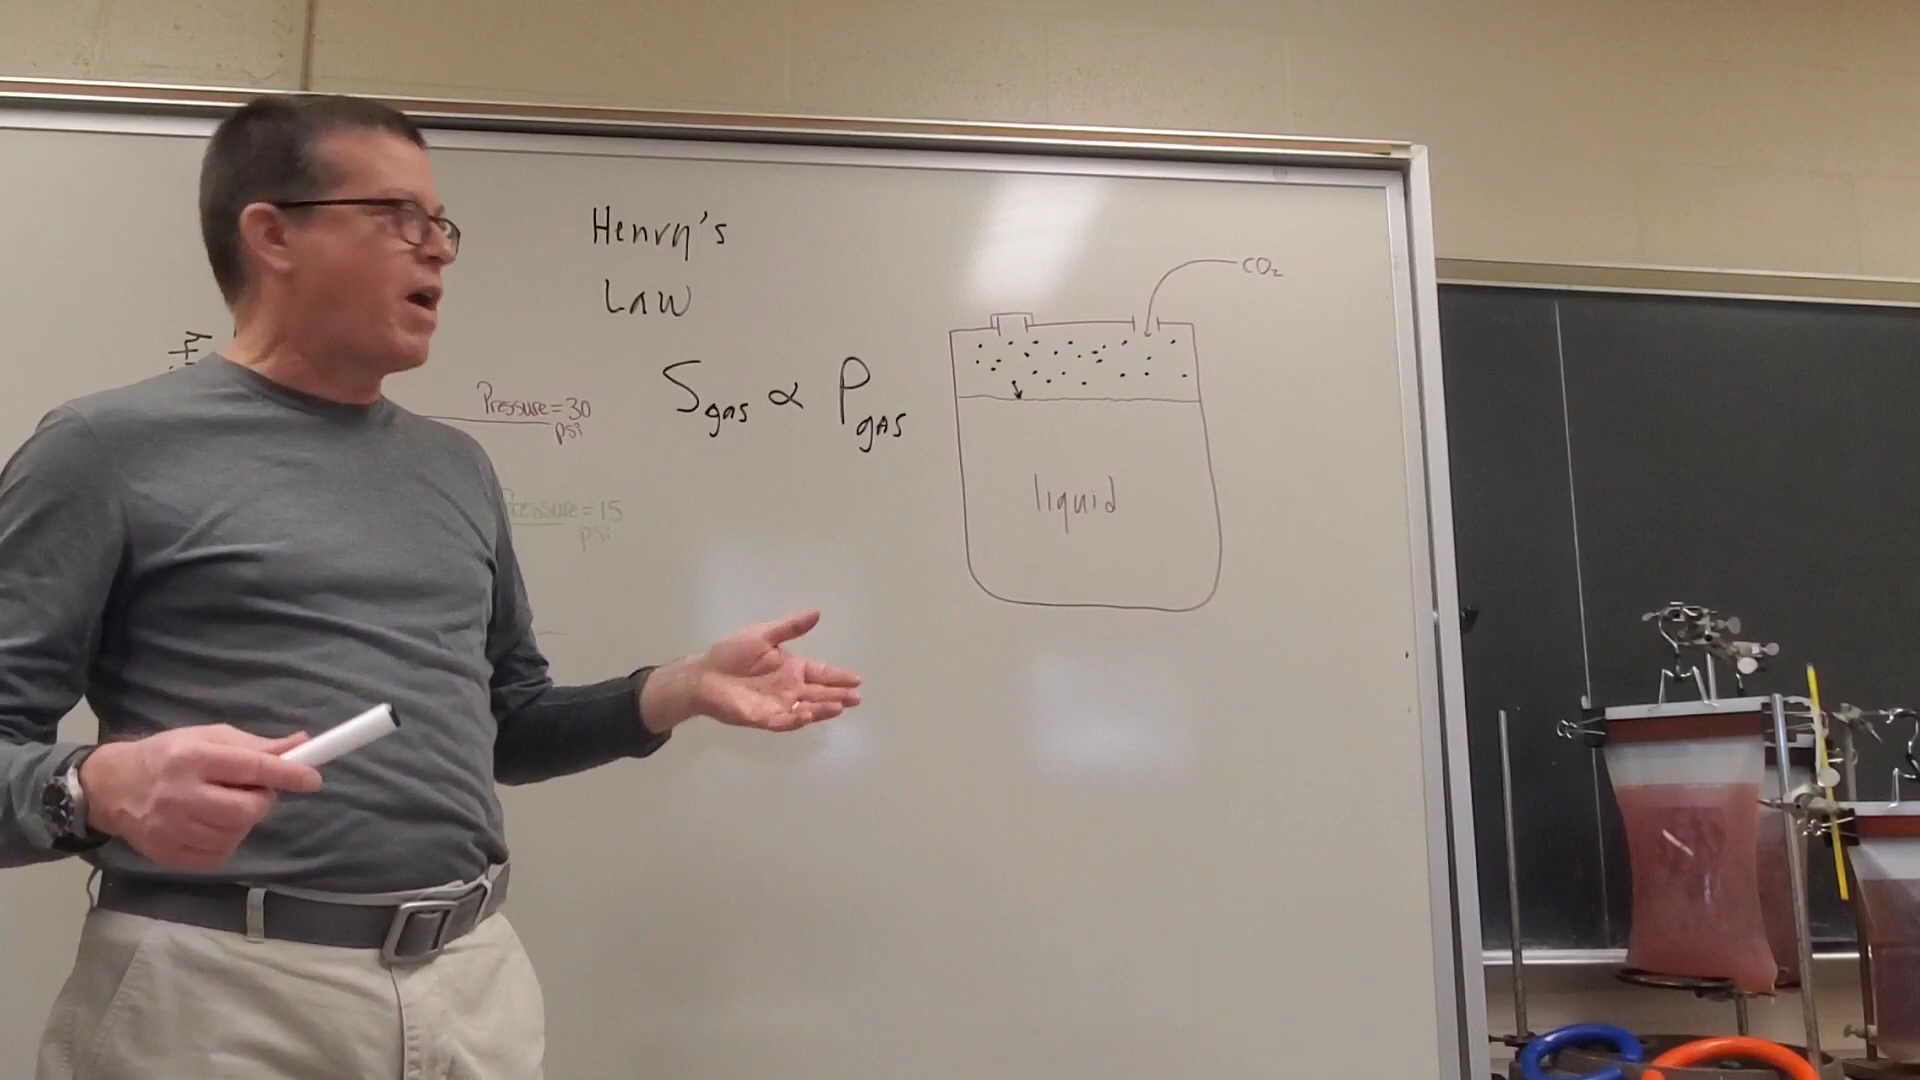 Henry's
Law
Sgas ∝ Pgas
CO₂
liquid
Pressure = 30
psi
Pressure = 15
psi